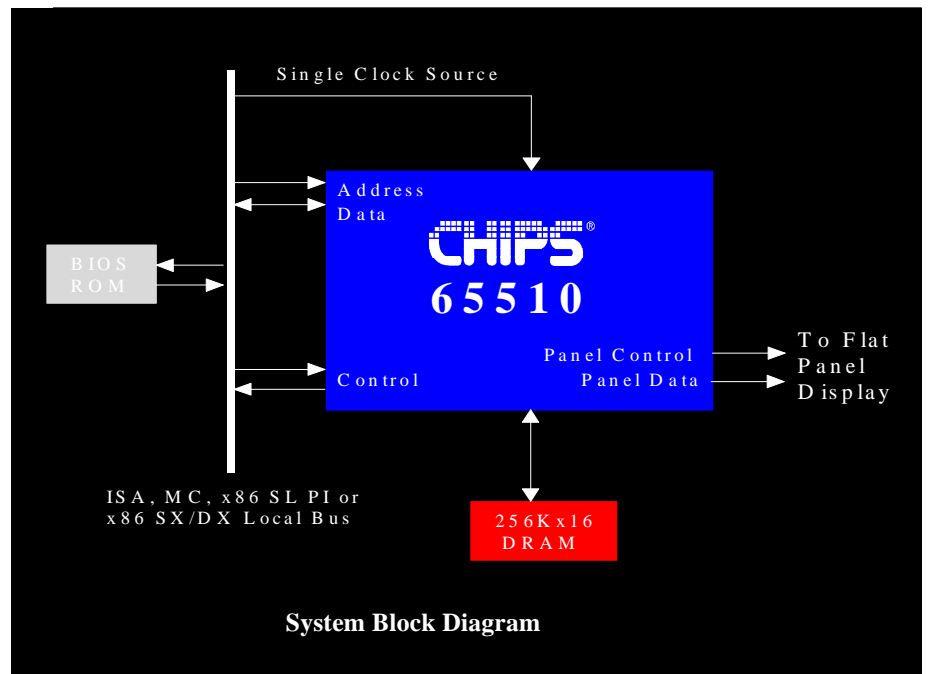 Single Clock Source
Address
Data
CHIPS®
65510
BIOS
ROM
Panel Control
Panel Data
Control
To Flat
Panel
Display
ISA, MC, x86 SL PI or
x86 SX/DX Local Bus
256Kx16
DRAM
System Block Diagram